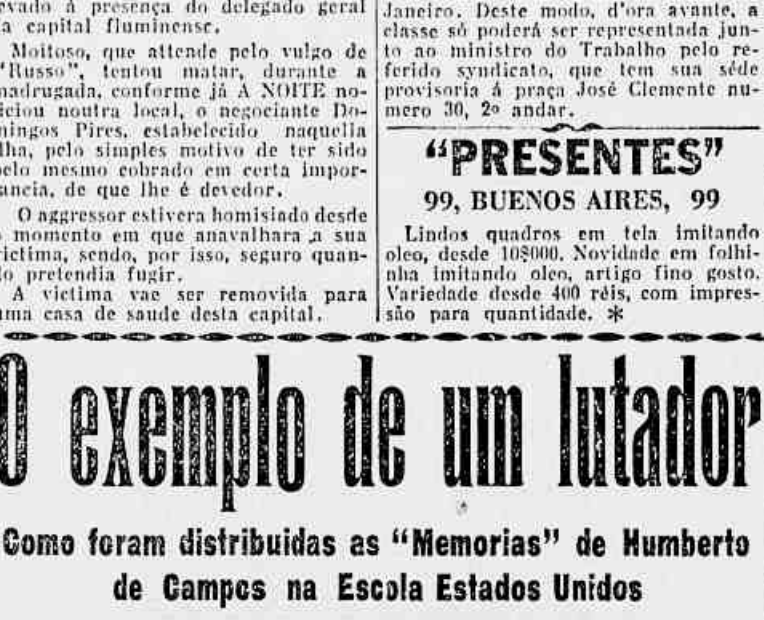 evado á presença do delegado geral
a capital fluminense.
Moitoso, que attende pelo vulgo de
"Russo", tentou matar, durante a
nadrugada, conforme já A NOITE no-
iciou noutra local, o negociante Do-
ningos Pires, estabelecido naquella
lha, pelo simples motivo de ter sido
elo mesmo cobrado em certa impor-
ancia, de que lhe é devedor.
O aggressor estivera homisiado desde
o momento em que anavalhara a sua
victima, sendo, por isso, seguro quan-
do pretendia fugir.
A victima vae ser removida para
uma casa de saude desta capital.
Janeiro. Deste modo, d'ora avante, a
classe só poderá ser representada jun-
to ao ministro do Trabalho pelo re-
ferido syndicato, que tem sua séde
provisoria á praça José Clemente nu-
mero 30, 2º andar.
"PRESENTES"
99, BUENOS AIRES, 99
Lindos quadros em tela imitando
oleo, desde 10$000. Novidade em folhi-
nha imitando oleo, artigo fino gosto.
Variedade desde 400 réis, com impres-
são para quantidade. *
O exemplo de um lutador
Como foram distribuidas as "Memorias" de Humberto
de Campos na Escola Estados Unidos